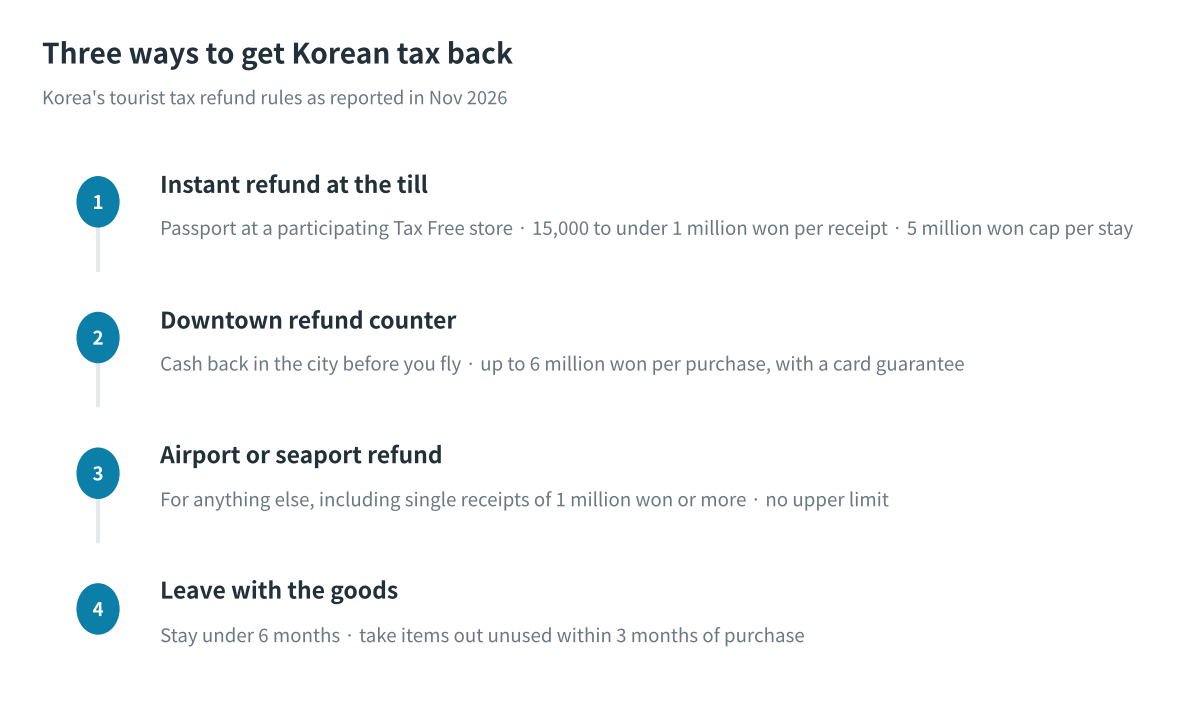 Three ways to get Korean tax back
Korea's tourist tax refund rules as reported in Nov 2026
1
Instant refund at the till
Passport at a participating Tax Free store · 15,000 to under 1 million won per receipt · 5 million won cap per stay
2
Downtown refund counter
Cash back in the city before you fly · up to 6 million won per purchase, with a card guarantee
3
Airport or seaport refund
For anything else, including single receipts of 1 million won or more · no upper limit
4
Leave with the goods
Stay under 6 months · take items out unused within 3 months of purchase